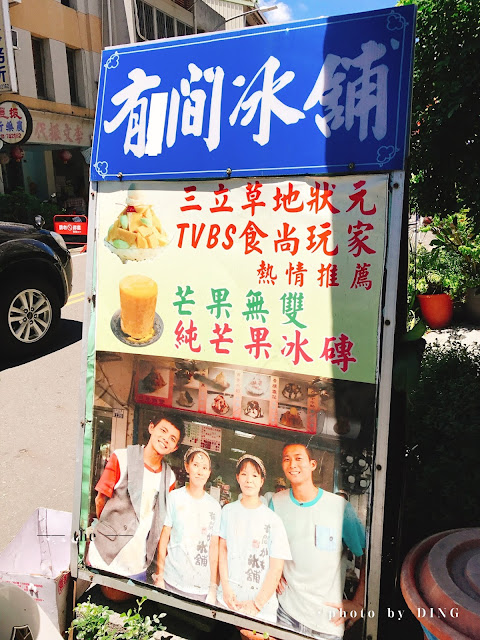 有間冰舖
三立草地狀元
TVBS食尚玩家
熱情推薦
芒果無雙
純芒果冰磚
the
photo by DING